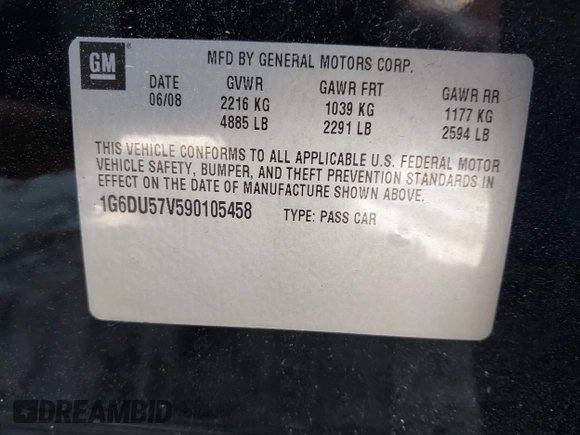 GM
MFD BY GENERAL MOTORS CORP.
DATE GVWR GAWR FRT GAWR RR
06/08 2216 KG 1039 KG 1177 KG
4885 LB 2291 LB 2594 LB
THIS VEHICLE CONFORMS TO ALL APPLICABLE U.S. FEDERAL MOTOR
VEHICLE SAFETY, BUMPER, AND THEFT PREVENTION STANDARDS IN
EFFECT ON THE DATE OF MANUFACTURE SHOWN ABOVE.
1G6DU57V590105458 TYPE: PASS CAR
DREAMBID